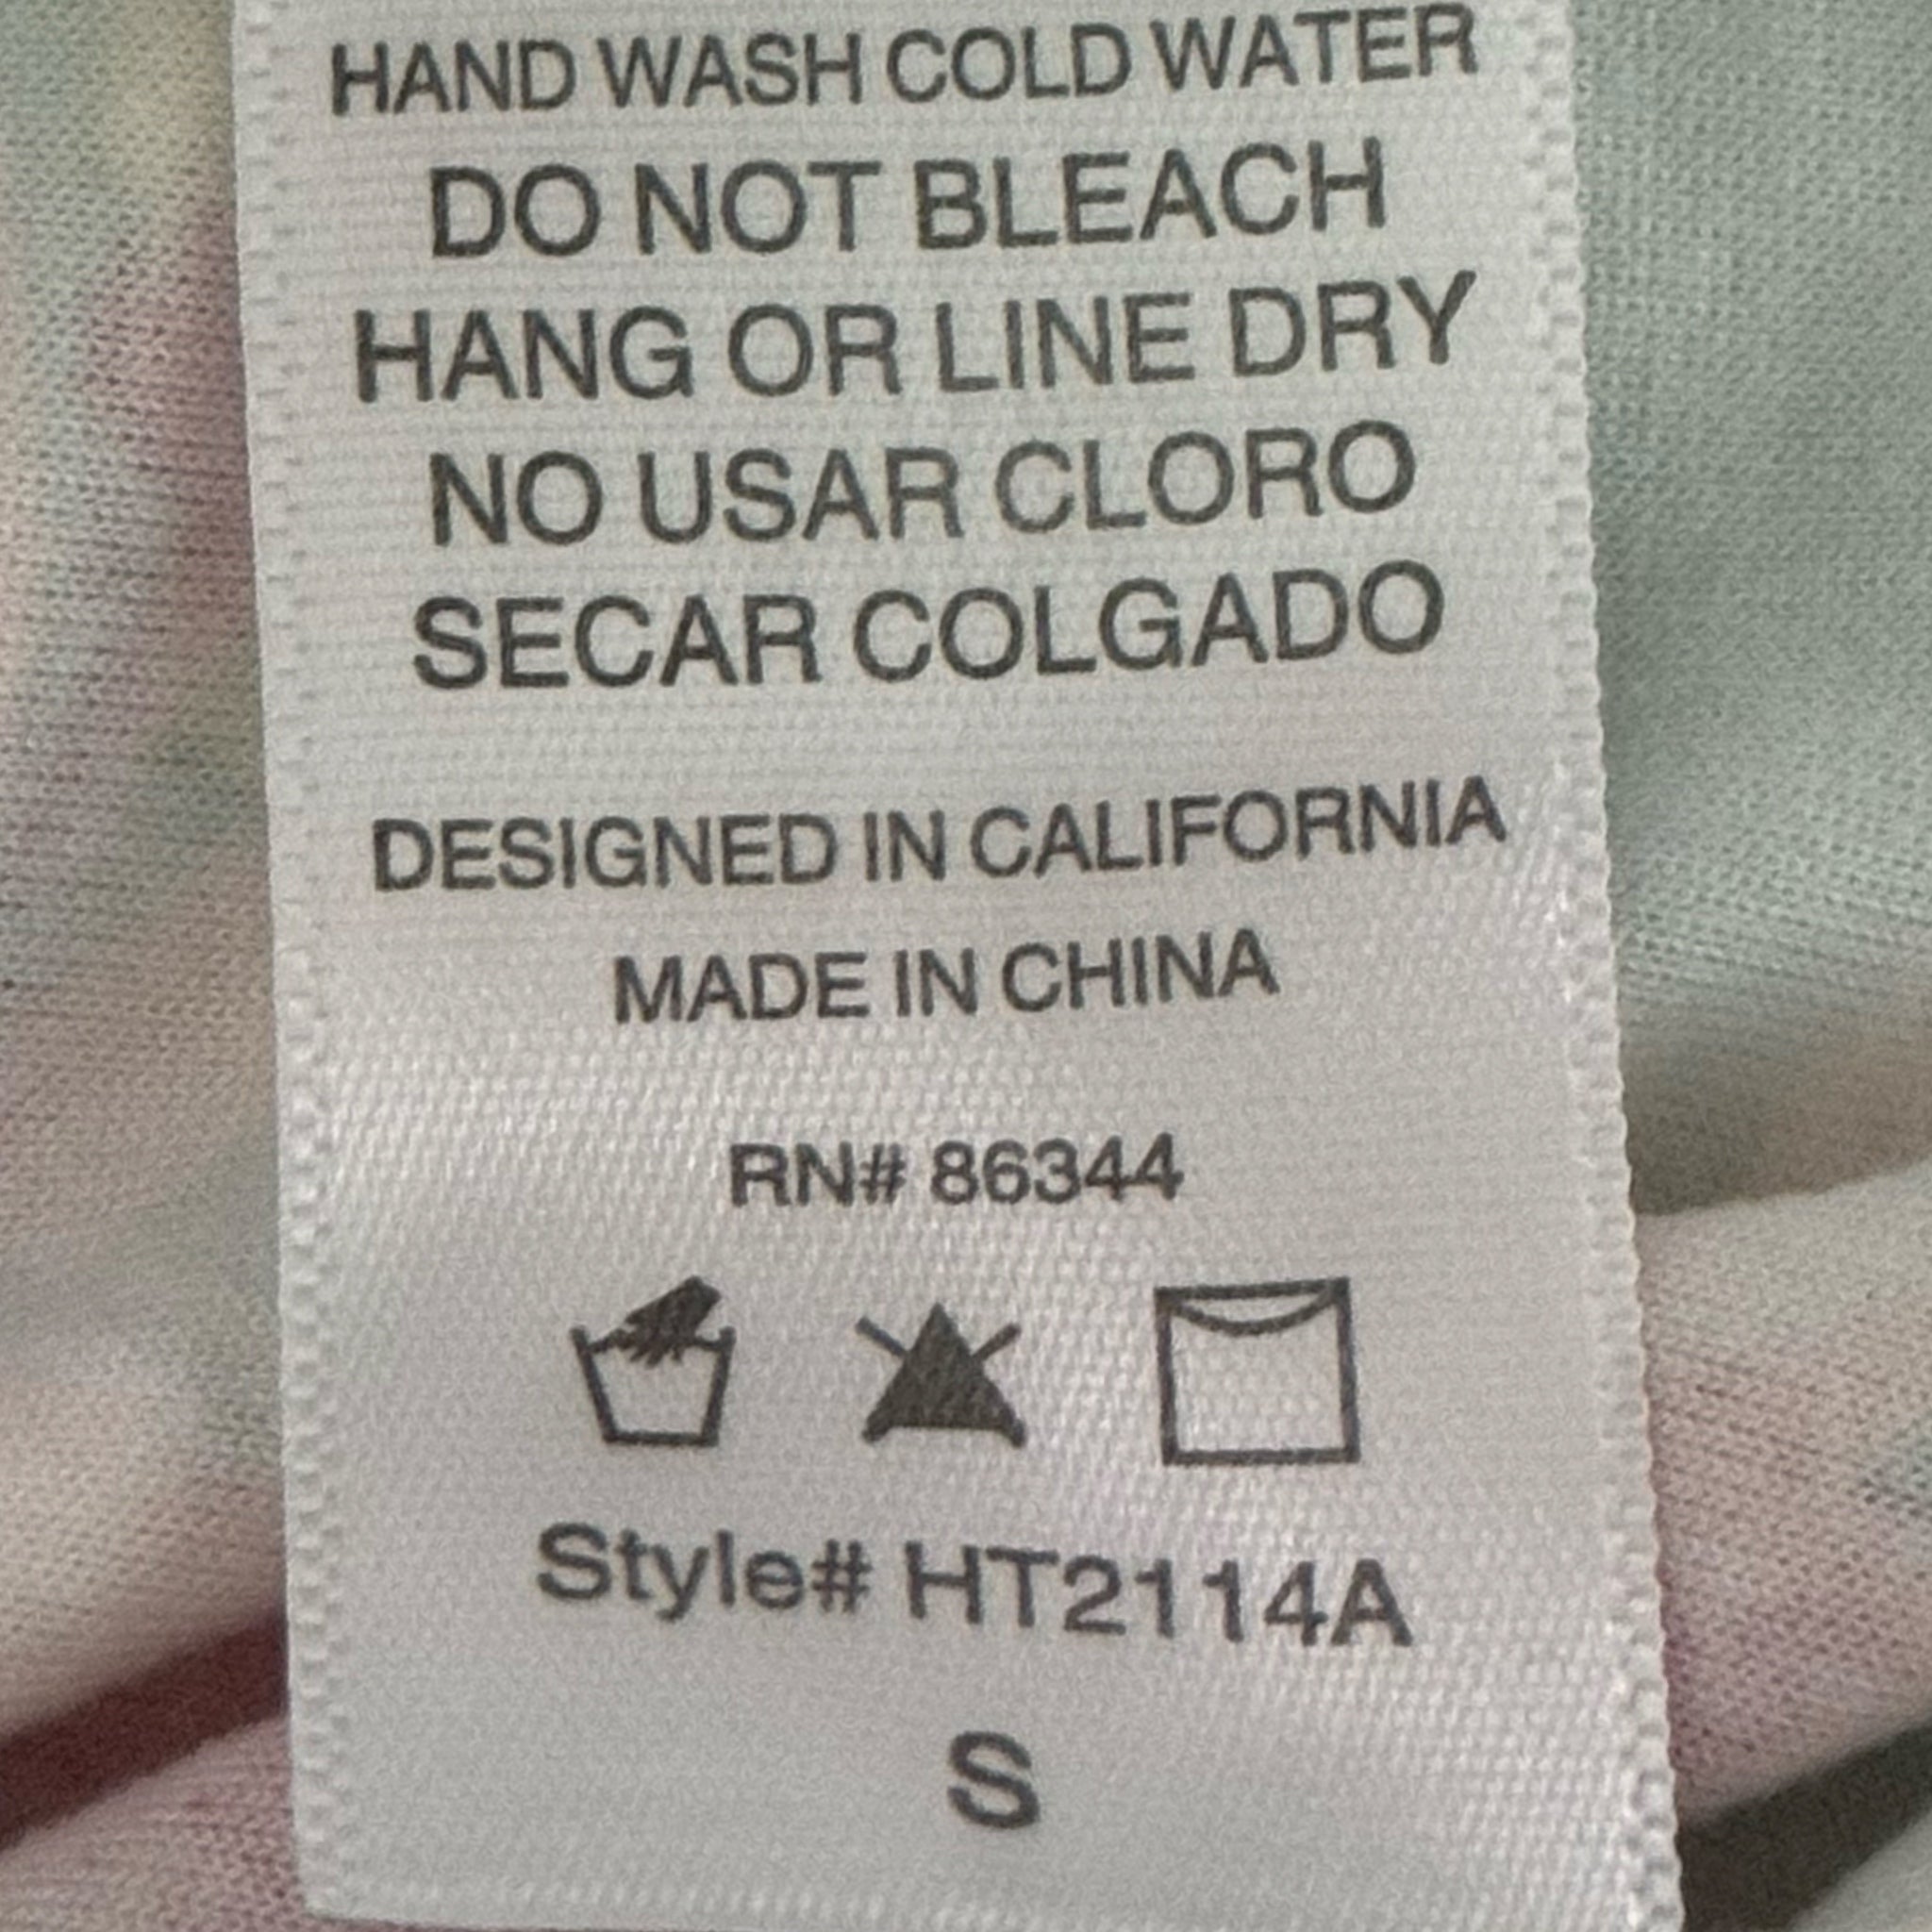 HAND WASH COLD WATER
DO NOT BLEACH
HANG OR LINE DRY
NO USAR CLORO
SECAR COLGADO
DESIGNED IN CALIFORNIA
MADE IN CHINA
RN# 86344
Style# HT2114A
S